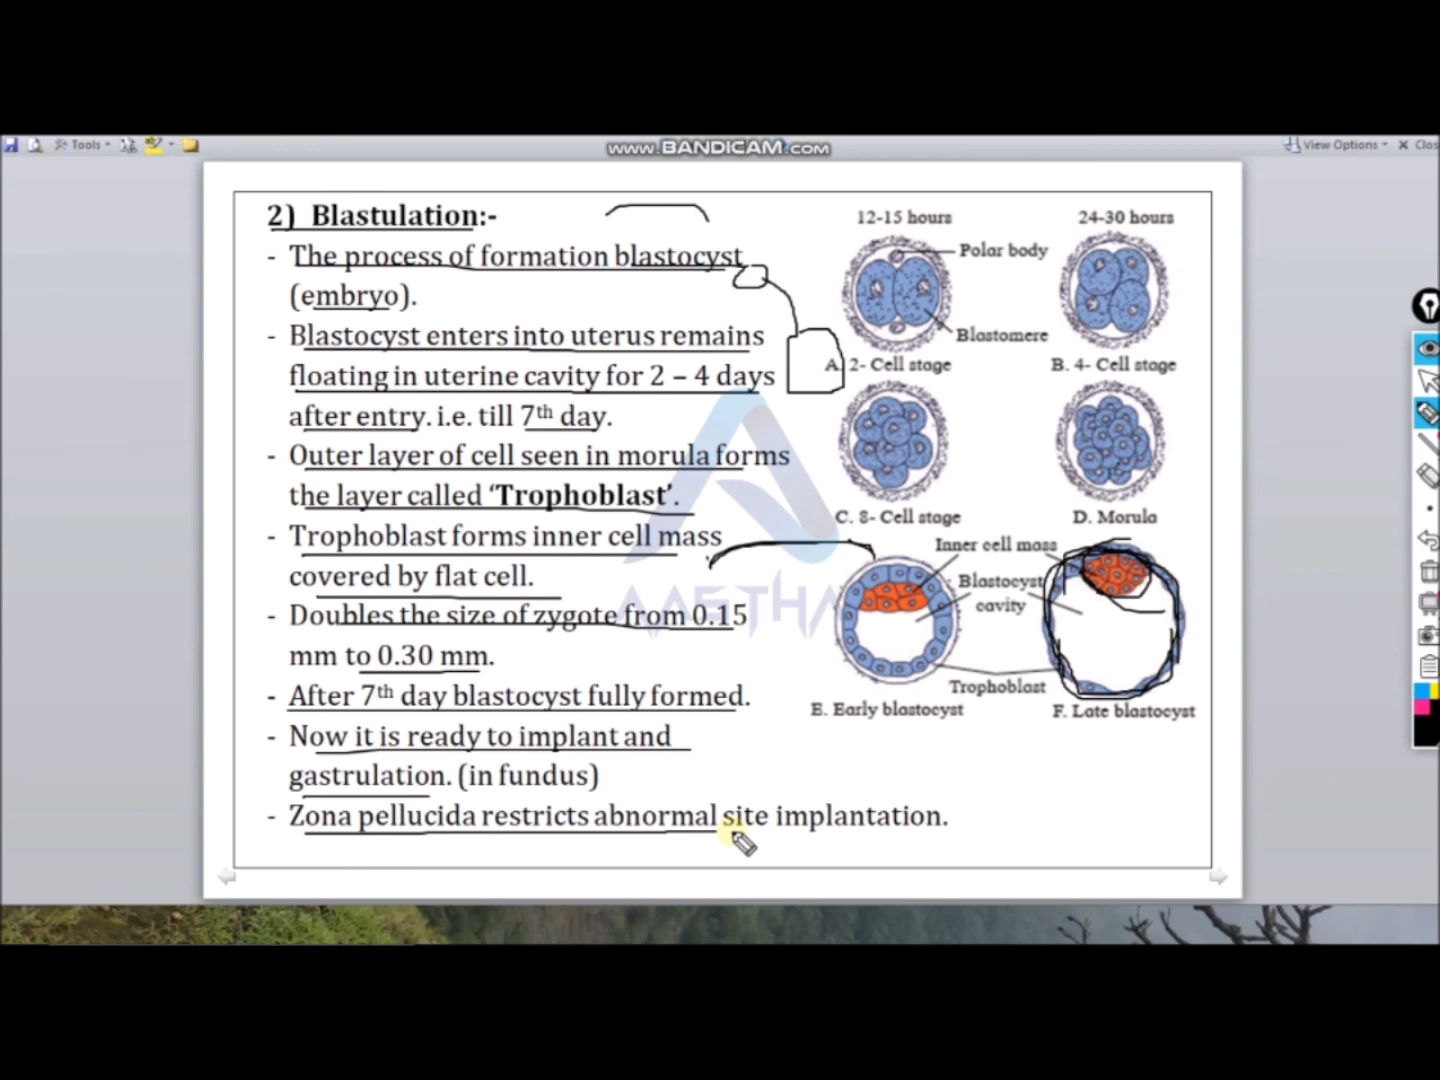 Tools
www.BANDICAM.com
View Options
Clos
2) Blastulation:-
- The process of formation blastocyst
(embryo).
- Blastocyst enters into uterus remains
floating in uterine cavity for 2 – 4 days
after entry. i.e. till 7th day.
- Outer layer of cell seen in morula forms
the layer called ‘Trophoblast’.
- Trophoblast forms inner cell mass
covered by flat cell.
- Doubles the size of zygote from 0.15
mm to 0.30 mm.
- After 7th day blastocyst fully formed.
- Now it is ready to implant and
gastrulation. (in fundus)
- Zona pellucida restricts abnormal site implantation.
12-15 hours
24-30 hours
Polar body
Blastomere
A. 2- Cell stage
B. 4- Cell stage
C. 8- Cell stage
D. Morula
Inner cell mass
Blastocyst
cavity
Trophoblast
E. Early blastocyst
F. Late blastocyst
AASTHA